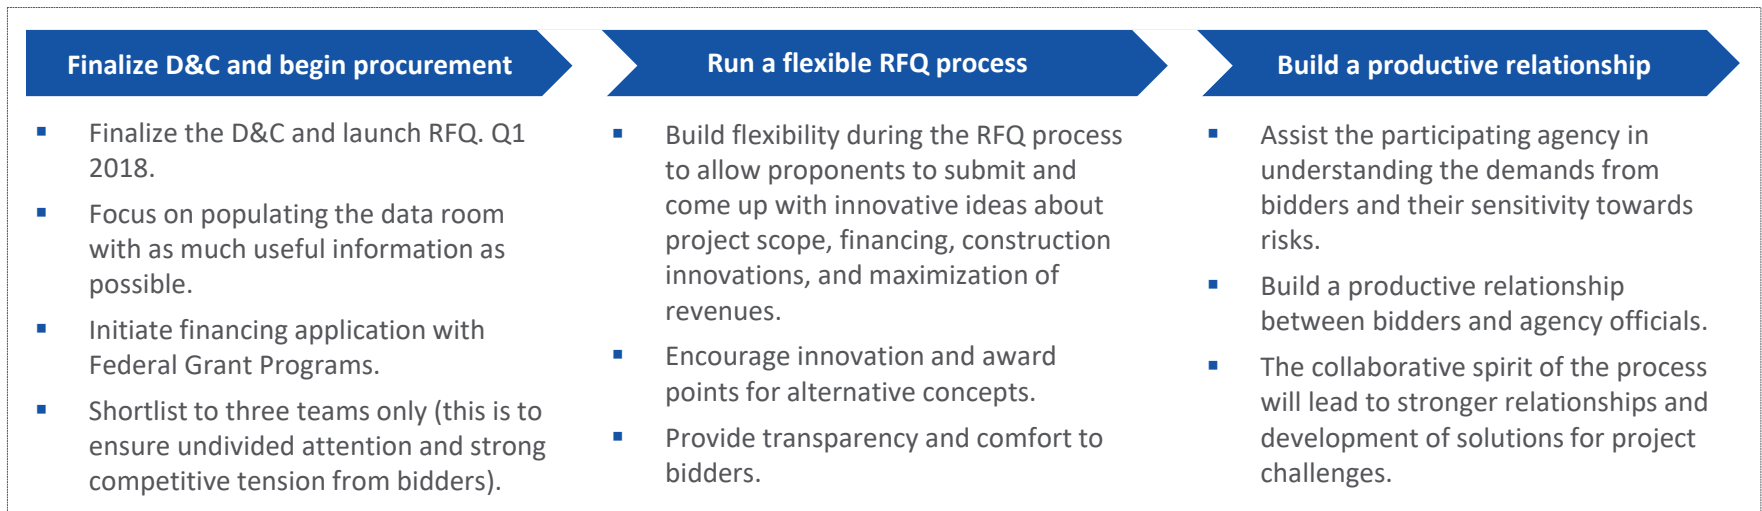 Finalize D&C and begin procurement
▪ Finalize the D&C and launch RFQ. Q1
2018.
▪ Focus on populating the data room
with as much useful information as
possible.
▪ Initiate financing application with
Federal Grant Programs.
▪ Shortlist to three teams only (this is to
ensure undivided attention and strong
competitive tension from bidders).
Run a flexible RFQ process
▪ Build flexibility during the RFQ process
to allow proponents to submit and
come up with innovative ideas about
project scope, financing, construction
innovations, and maximization of
revenues.
▪ Encourage innovation and award
points for alternative concepts.
▪ Provide transparency and comfort to
bidders.
Build a productive relationship
▪ Assist the participating agency in
understanding the demands from
bidders and their sensitivity towards
risks.
▪ Build a productive relationship
between bidders and agency officials.
▪ The collaborative spirit of the process
will lead to stronger relationships and
development of solutions for project
challenges.